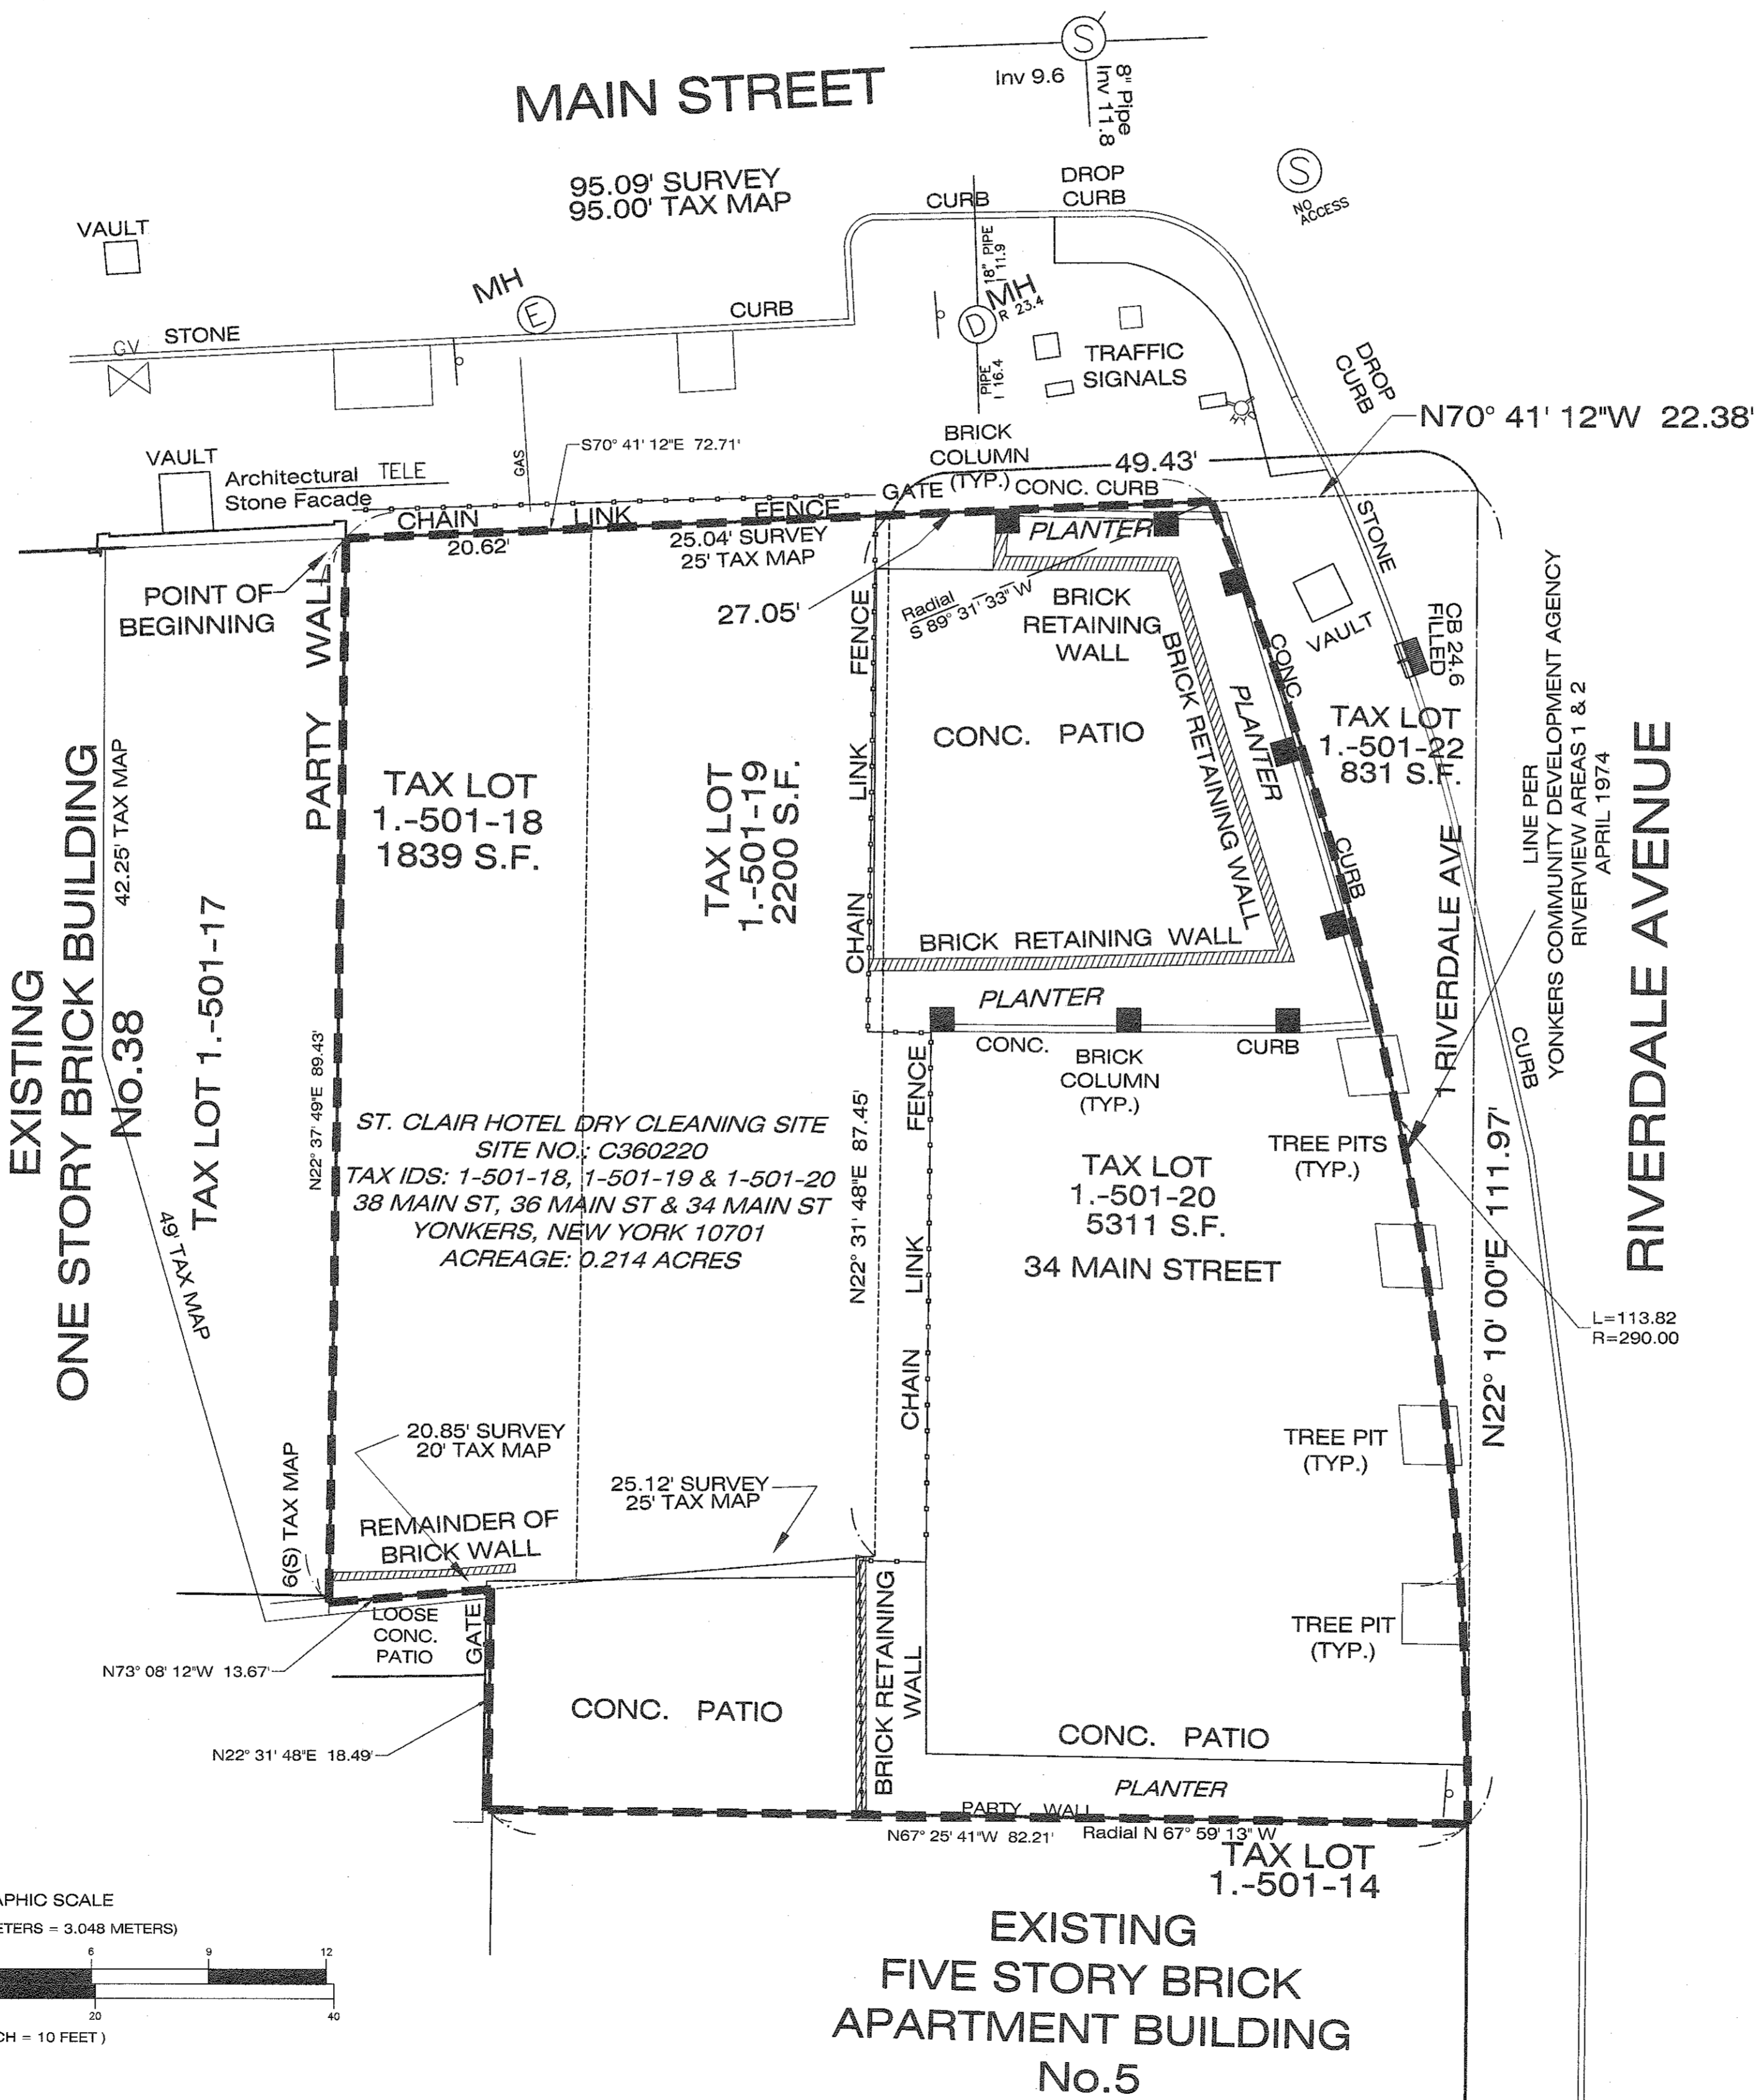 MAIN STREET
95.09' SURVEY
95.00' TAX MAP
S
Inv 9.6
8" Pipe
Inv 11.8
S
NO
ACCESS
DROP
CURB
CURB
VAULT
MH
E
CURB
STONE
GV
18" PIPE
I 11.9
MH
R 23.4
D
PIPE
I 16.4
TRAFFIC
SIGNALS
DROP
CURB
N70° 41' 12"W 22.38'
VAULT
Architectural
Stone Facade
TELE
GAS
S70° 41' 12"E 72.71'
BRICK
COLUMN
(TYP.)
49.43'
GATE
CONC. CURB
CHAIN LINK FENCE
20.62'
25.04' SURVEY
25' TAX MAP
PLANTER
STONE
POINT OF
BEGINNING
PARTY WALL
27.05'
Radial
S 89° 31' 33" W
BRICK
RETAINING
WALL
BRICK RETAINING WALL
CHAIN LINK FENCE
CONC. PATIO
PLANTER
CONC.
CURB
VAULT
CB 24.6
FILLED
TAX LOT
1.-501-22
831 S.F.
LINE PER
YONKERS COMMUNITY DEVELOPMENT AGENCY
RIVERVIEW AREAS 1 & 2
APRIL 1974
RIVERDALE AVENUE
1 RIVERDALE AVE
EXISTING
ONE STORY BRICK BUILDING
No.38
42.25' TAX MAP
TAX LOT 1.-501-17
49' TAX MAP
TAX LOT
1.-501-18
1839 S.F.
TAX LOT
1.-501-19
2200 S.F.
BRICK RETAINING WALL
PLANTER
CONC.
BRICK
COLUMN
(TYP.)
CURB
N22° 37' 49"E 89.43'
ST. CLAIR HOTEL DRY CLEANING SITE
SITE NO.: C360220
TAX IDS: 1-501-18, 1-501-19 & 1-501-20
38 MAIN ST, 36 MAIN ST & 34 MAIN ST
YONKERS, NEW YORK 10701
ACREAGE: 0.214 ACRES
N22° 31' 48"E 87.45'
CHAIN LINK FENCE
TAX LOT
1.-501-20
5311 S.F.
34 MAIN STREET
TREE PITS
(TYP.)
CURB
N22° 10' 00"E 111.97'
L=113.82
R=290.00
TREE PIT
(TYP.)
TREE PIT
(TYP.)
20.85' SURVEY
20' TAX MAP
25.12' SURVEY
25' TAX MAP
6(S) TAX MAP
REMAINDER OF
BRICK WALL
LOOSE
CONC.
PATIO
GATE
N73° 08' 12"W 13.67'
N22° 31' 48"E 18.49'
CONC. PATIO
BRICK RETAINING
WALL
CONC. PATIO
PLANTER
PARTY WALL
N67° 25' 41"W 82.21'
Radial N 67° 59' 13" W
TAX LOT
1.-501-14
EXISTING
FIVE STORY BRICK
APARTMENT BUILDING
No.5
APHIC SCALE
ETERS = 3.048 METERS)
6 9 12
20 40
CH = 10 FEET )